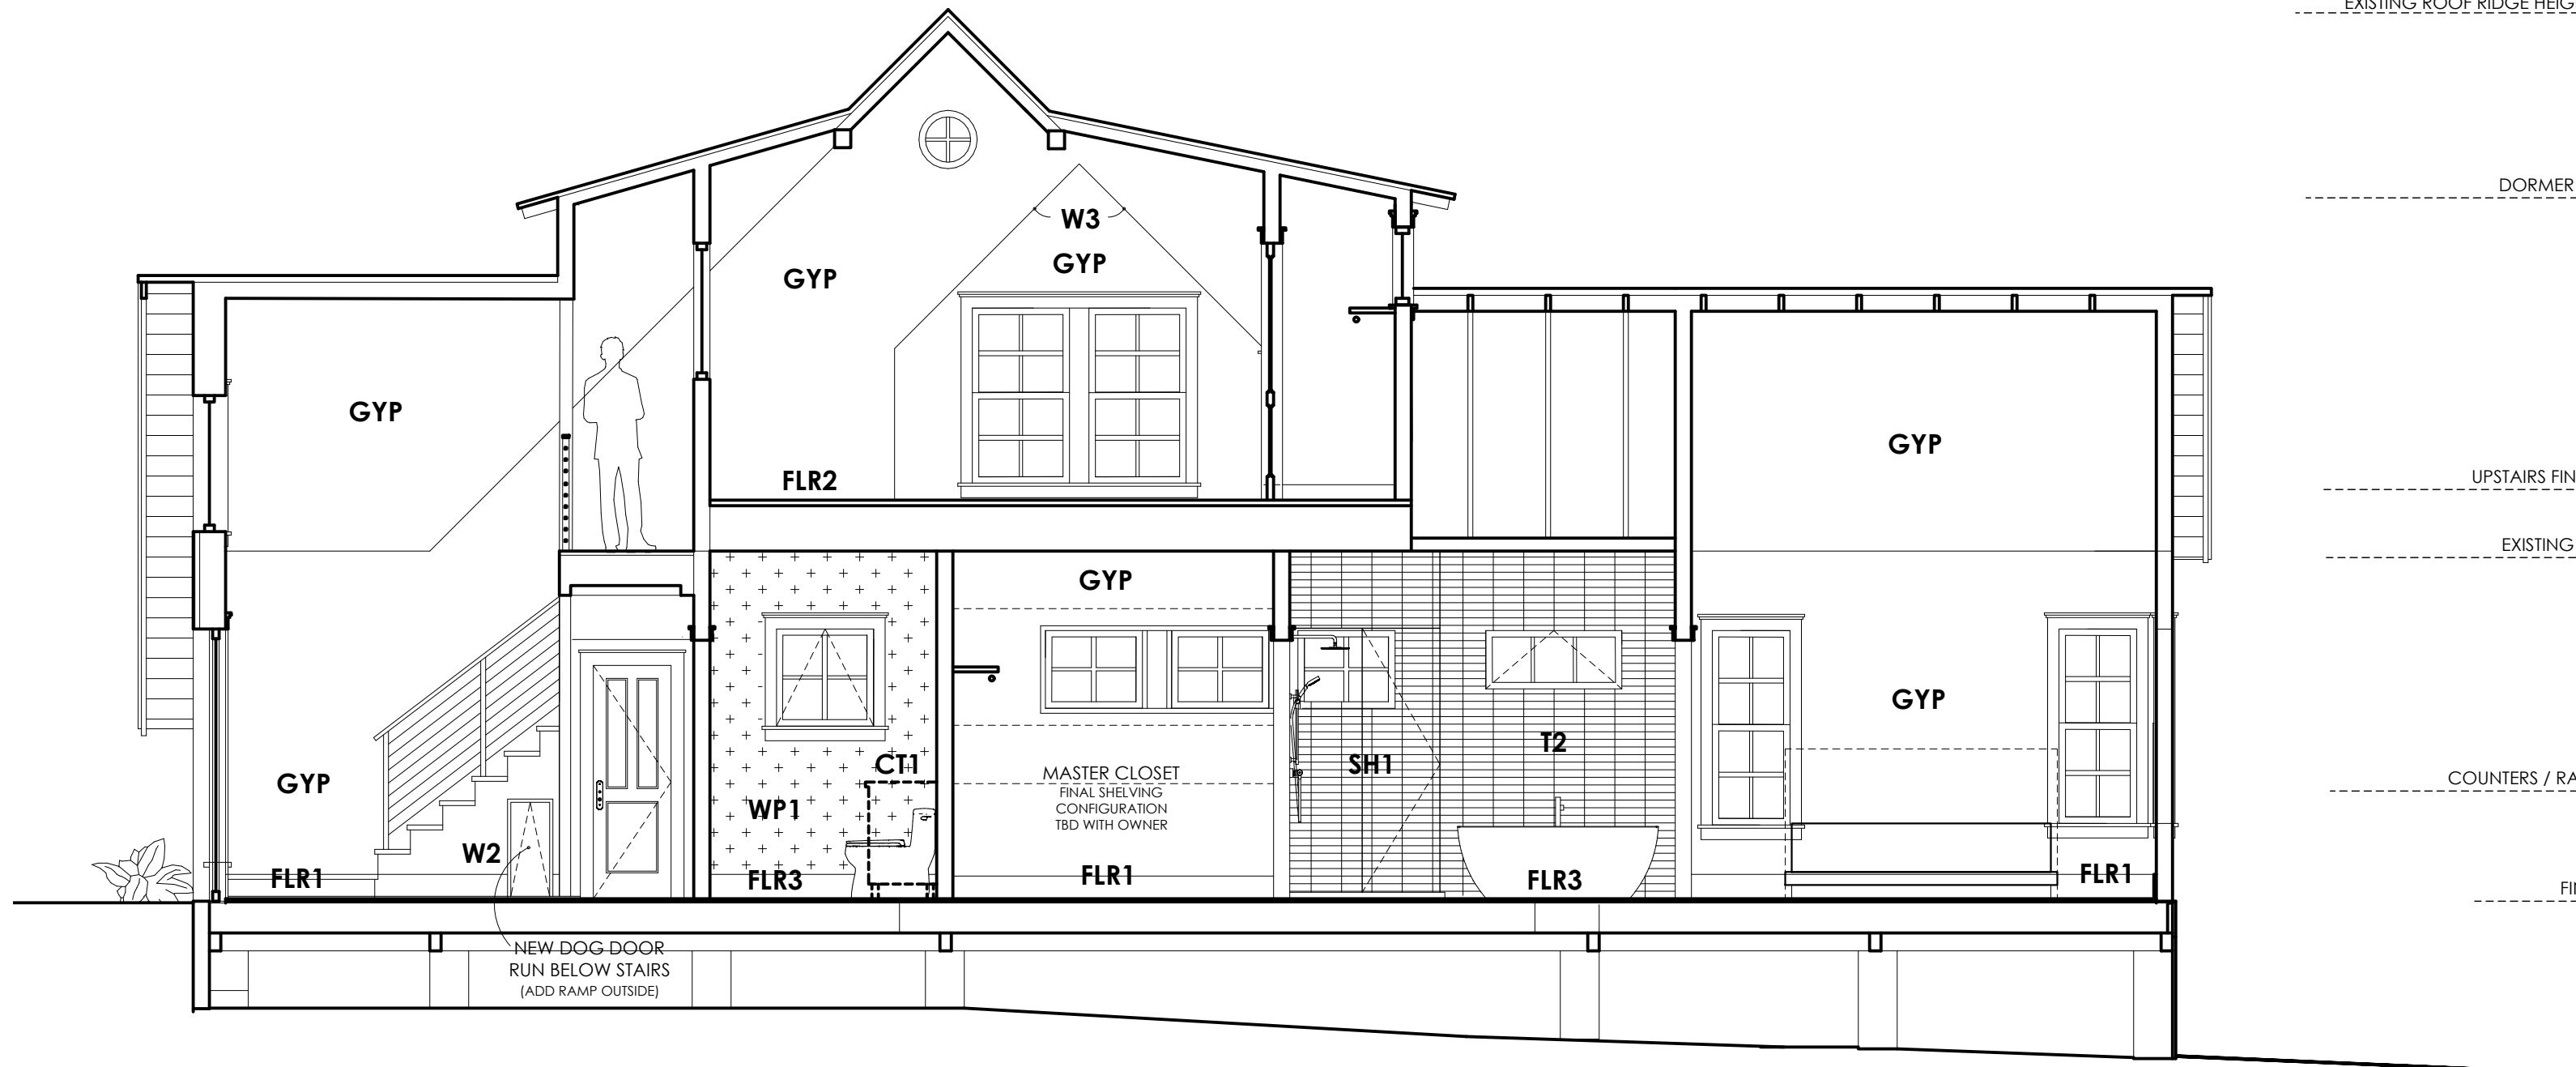 EXISTING ROOF RIDGE HEIG
DORMER
W3
GYP
GYP
GYP
GYP
FLR2
UPSTAIRS FIN
EXISTING
GYP
GYP
T2
CT1
SH1
MASTER CLOSET
FINAL SHELVING
CONFIGURATION
TBD WITH OWNER
COUNTERS / RA
GYP
WP1
W2
FLR1
FLR3
FLR1
FLR3
FLR1
FIN
NEW DOG DOOR
RUN BELOW STAIRS
(ADD RAMP OUTSIDE)